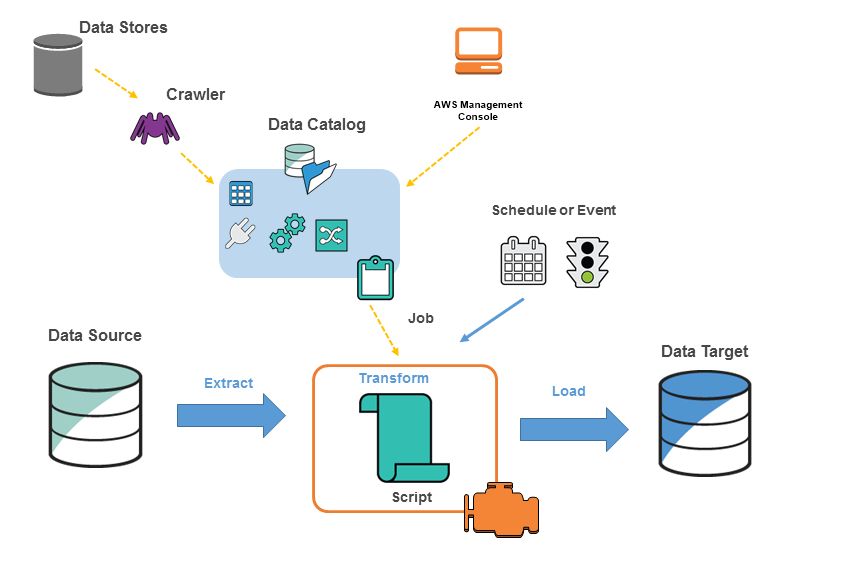 Data Stores
Crawler
Data Catalog
AWS Management
Console
Schedule or Event
Job
Data Source
Extract
Transform
Script
Load
Data Target